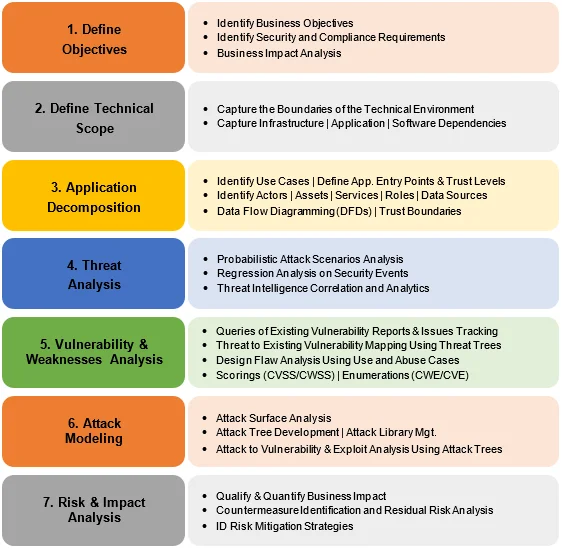 1. Define
Objectives
• Identify Business Objectives
• Identify Security and Compliance Requirements
• Business Impact Analysis
2. Define Technical
Scope
• Capture the Boundaries of the Technical Environment
• Capture Infrastructure | Application | Software Dependencies
3. Application
Decomposition
• Identify Use Cases | Define App. Entry Points & Trust Levels
• Identify Actors | Assets | Services | Roles | Data Sources
• Data Flow Diagramming (DFDs) | Trust Boundaries
4. Threat
Analysis
• Probabilistic Attack Scenarios Analysis
• Regression Analysis on Security Events
• Threat Intelligence Correlation and Analytics
5. Vulnerability &
Weaknesses Analysis
• Queries of Existing Vulnerability Reports & Issues Tracking
• Threat to Existing Vulnerability Mapping Using Threat Trees
• Design Flaw Analysis Using Use and Abuse Cases
• Scorings (CVSS/CWSS) | Enumerations (CWE/CVE)
6. Attack
Modeling
• Attack Surface Analysis
• Attack Tree Development | Attack Library Mgt.
• Attack to Vulnerability & Exploit Analysis Using Attack Trees
7. Risk & Impact
Analysis
• Qualify & Quantify Business Impact
• Countermeasure Identification and Residual Risk Analysis
• ID Risk Mitigation Strategies